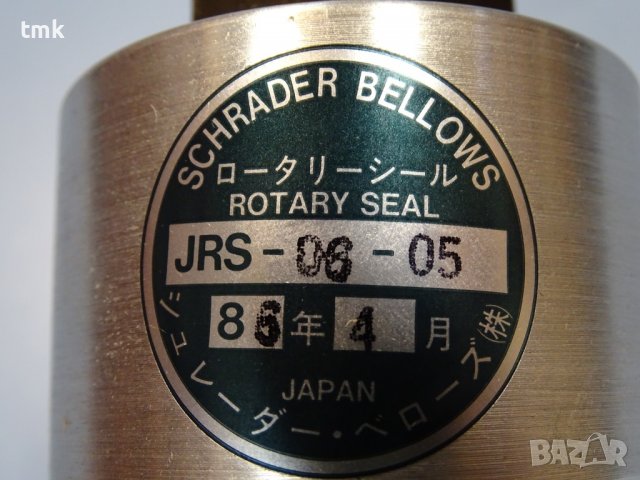 tmk
SCHRADER BELLOWS
ロータリーシール
ROTARY SEAL
JRS-06-05
86年4月
JAPAN
シュレーダー・ベローズ(株)
BAZAR